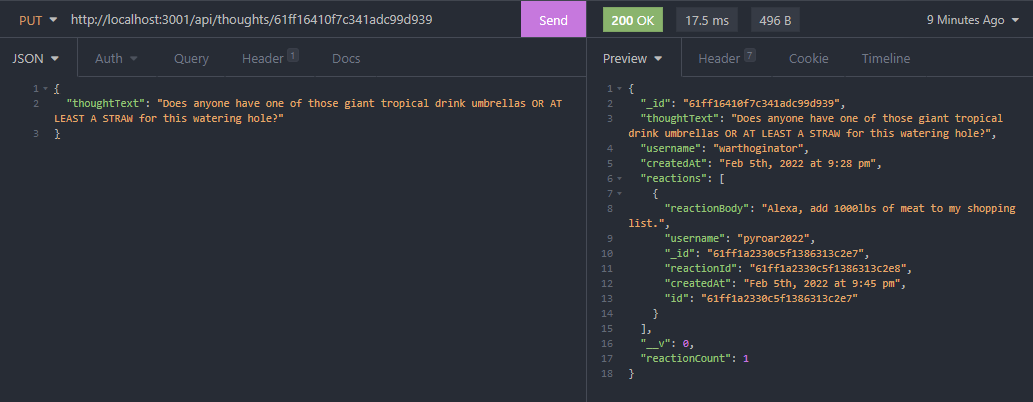 PUT http://localhost:3001/api/thoughts/61ff16410f7c341adc99d939 Send 200 OK 17.5 ms 496 B 9 Minutes Ago
JSON Auth Query Header 1 Docs
1 {
2 "thoughtText": "Does anyone have one of those giant tropical drink umbrellas OR AT
LEAST A STRAW for this watering hole?"
3 }
Preview Header 7 Cookie Timeline
1 {
2 "_id": "61ff16410f7c341adc99d939",
3 "thoughtText": "Does anyone have one of those giant tropical
drink umbrellas OR AT LEAST A STRAW for this watering hole?",
4 "username": "warthoginator",
5 "createdAt": "Feb 5th, 2022 at 9:28 pm",
6 "reactions": [
7 {
8 "reactionBody": "Alexa, add 1000lbs of meat to my shopping
list.",
9 "username": "pyroar2022",
10 "_id": "61ff1a2330c5f1386313c2e7",
11 "reactionId": "61ff1a2330c5f1386313c2e8",
12 "createdAt": "Feb 5th, 2022 at 9:45 pm",
13 "id": "61ff1a2330c5f1386313c2e7"
14 }
15 ],
16 "__v": 0,
17 "reactionCount": 1
18 }